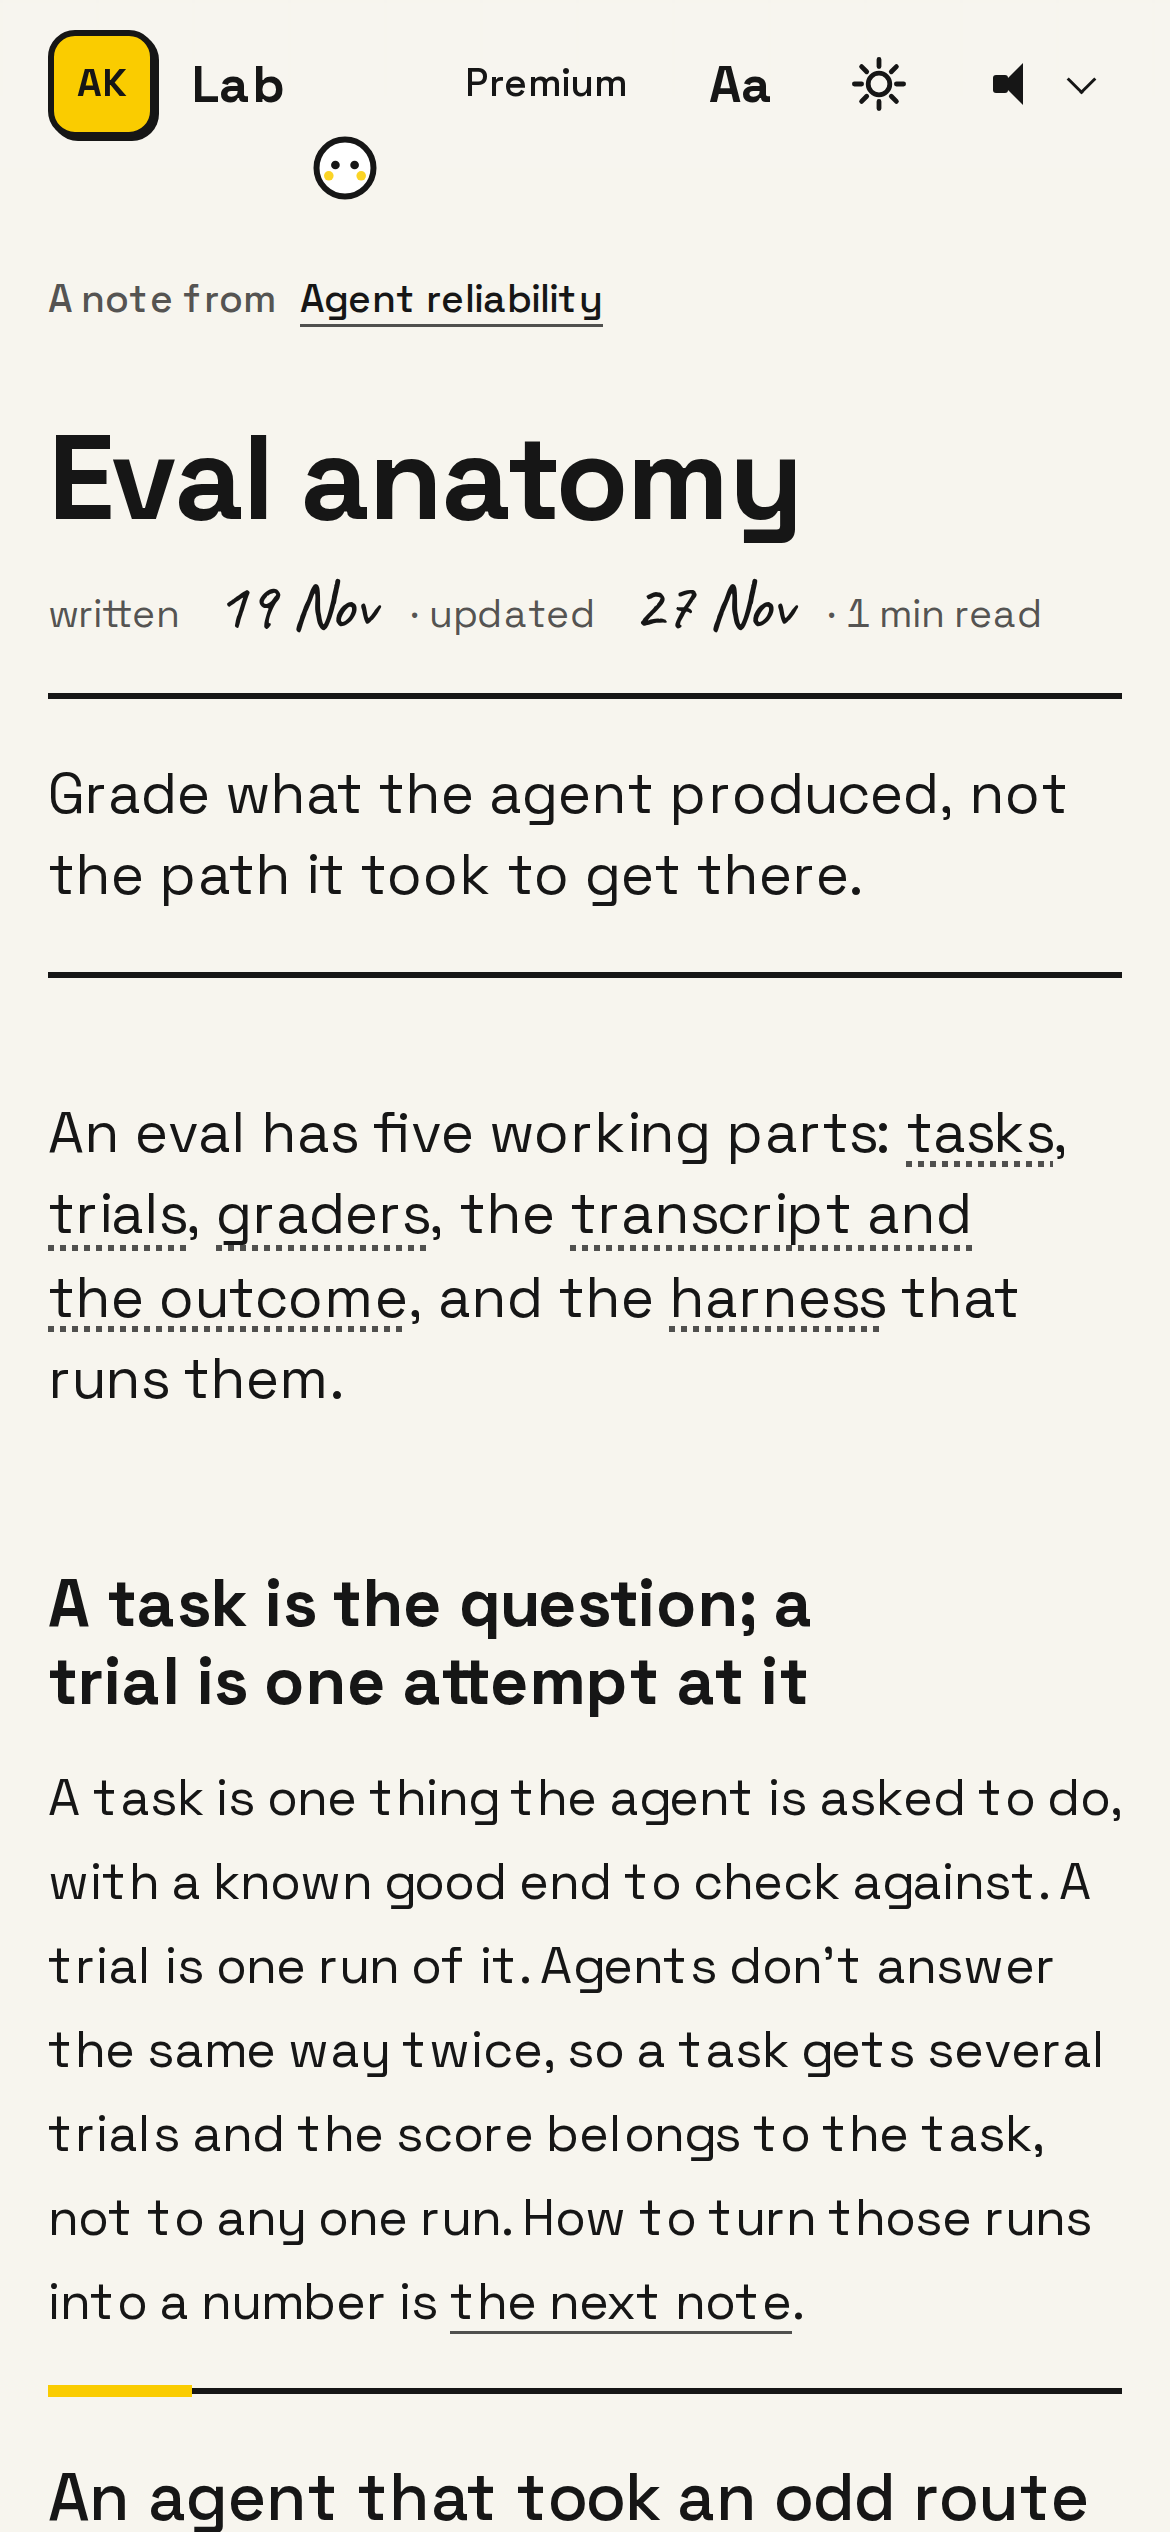 AK Lab Premium Aa
A note from Agent reliability
Eval anatomy
written 19 Nov · updated 27 Nov · 1 min read
Grade what the agent produced, not
the path it took to get there.
An eval has five working parts: tasks,
trials, graders, the transcript and
the outcome, and the harness that
runs them.
A task is the question; a
trial is one attempt at it
A task is one thing the agent is asked to do,
with a known good end to check against. A
trial is one run of it. Agents don’t answer
the same way twice, so a task gets several
trials and the score belongs to the task,
not to any one run. How to turn those runs
into a number is the next note.
An agent that took an odd route